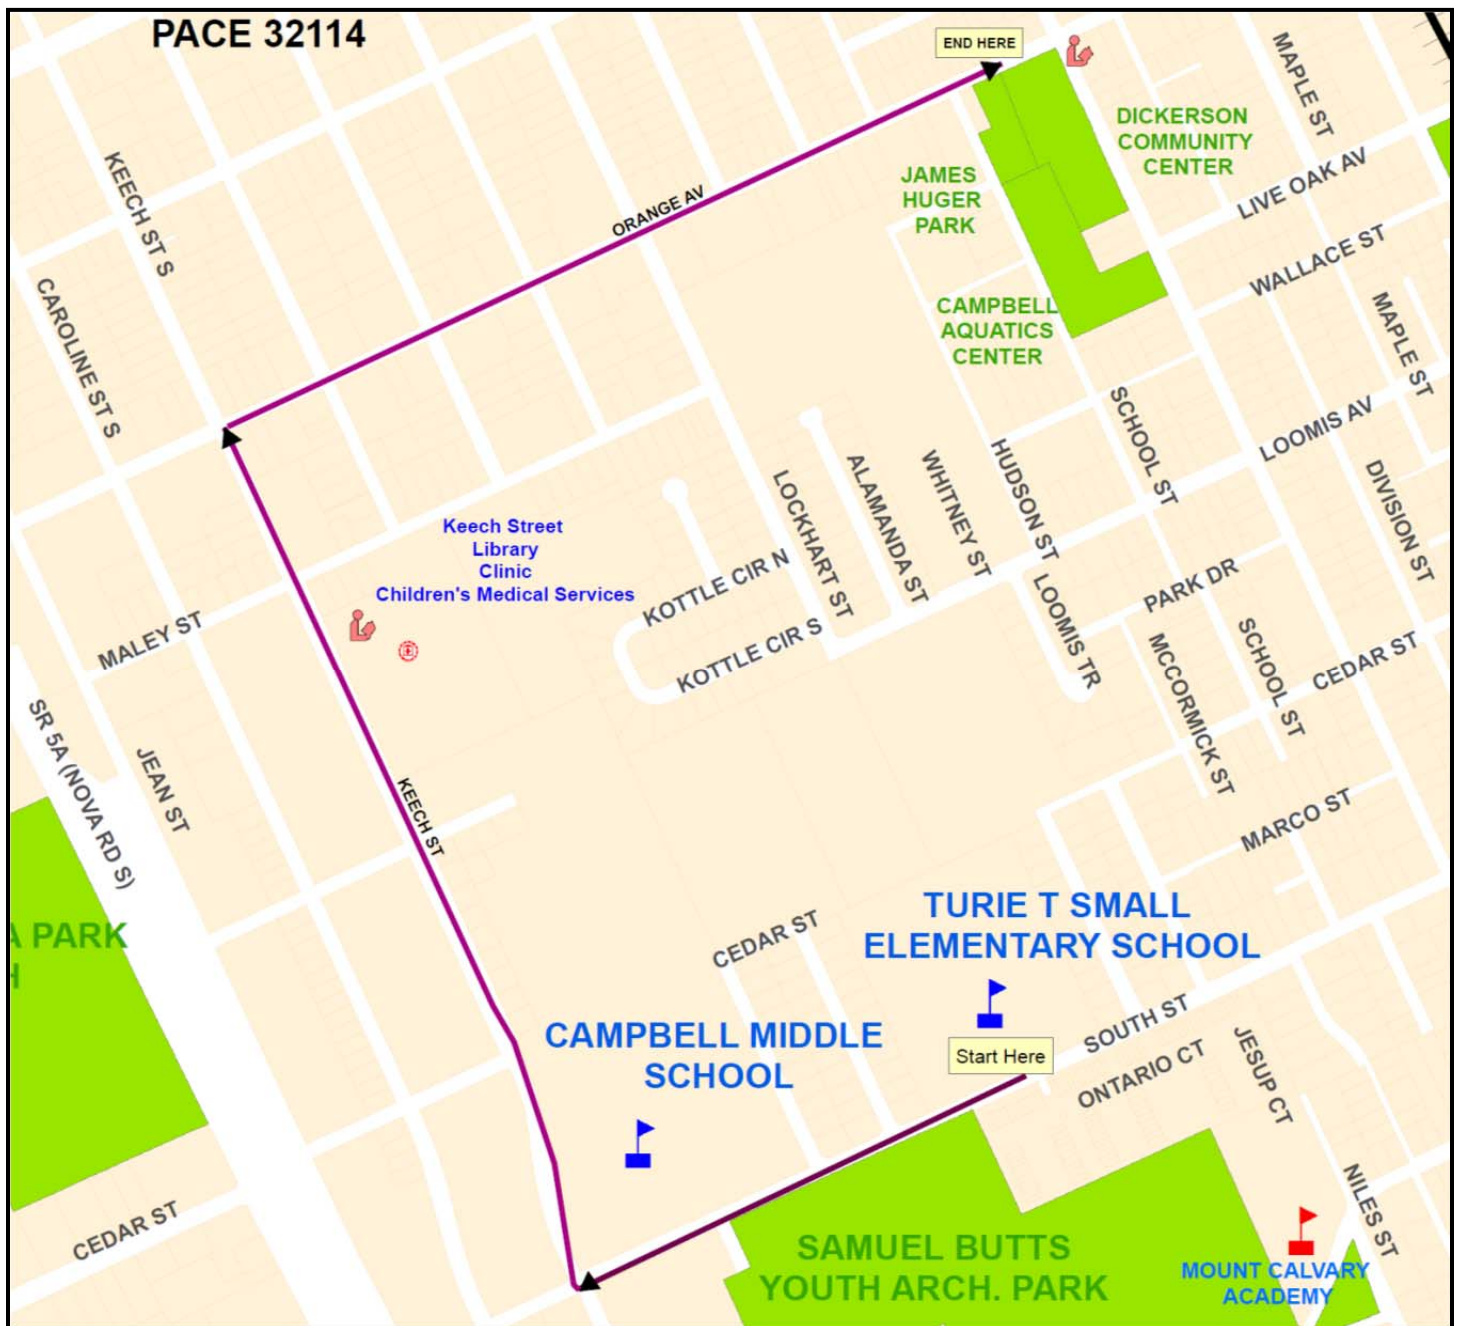 PACE 32114
END HERE
MAPLE ST
DICKERSON
COMMUNITY
CENTER
KEECH ST S
JAMES
HUGER
PARK
ORANGE AV
LIVE OAK AV
WALLACE ST
CAROLINE ST S
CAMPBELL
AQUATICS
CENTER
MAPLE ST
SCHOOL ST
LOOMIS AV
HUDSON ST
WHITNEY ST
ALAMANDA ST
LOCKHART ST
DIVISION ST
Keech Street
Library
Clinic
Children's Medical Services
KOTTLE CIR N
KOTTLE CIR S
LOOMIS TR
PARK DR
MALEY ST
MCCORMICK ST
SCHOOL ST
CEDAR ST
SR 5A (NOVA RD S)
JEAN ST
KEECH ST
MARCO ST
A PARK
H
CEDAR ST
TURIE T SMALL
ELEMENTARY SCHOOL
CAMPBELL MIDDLE
SCHOOL
Start Here
SOUTH ST
ONTARIO CT
JESUP CT
NILES ST
CEDAR ST
SAMUEL BUTTS
YOUTH ARCH. PARK
MOUNT CALVARY
ACADEMY